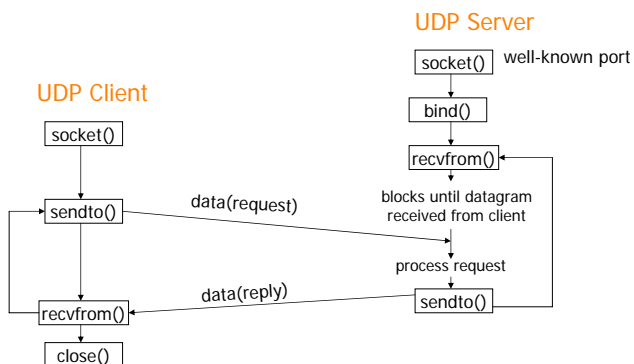 UDP Server
socket()
well-known port
bind()
recvfrom()
blocks until datagram
received from client
process request
sendto()
UDP Client
socket()
sendto()
data(request)
data(reply)
recvfrom()
close()